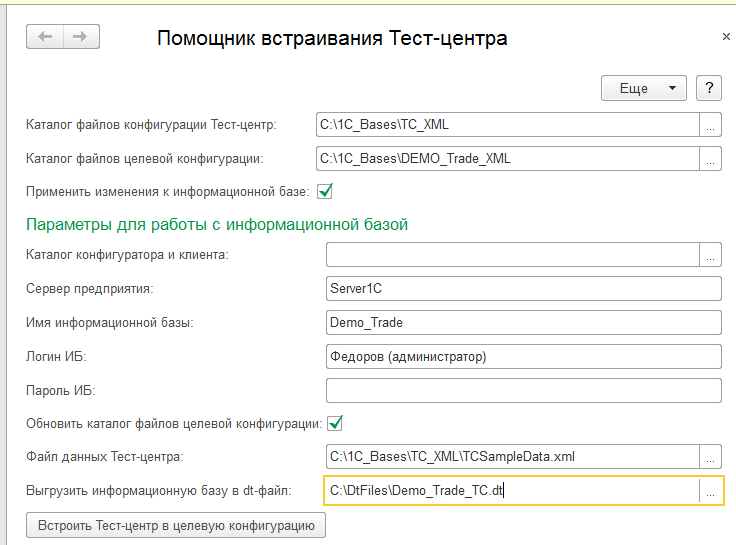 Помощник встраивания Тест-центра
Еще ?
Каталог файлов конфигурации Тест-центр: C:\1C_Bases\TC_XML ...
Каталог файлов целевой конфигурации: C:\1C_Bases\DEMO_Trade_XML ...
Применить изменения к информационной базе:
Параметры для работы с информационной базой
Каталог конфигуратора и клиента: ...
Сервер предприятия: Server1C
Имя информационной базы: Demo_Trade
Логин ИБ: Федоров (администратор)
Пароль ИБ:
Обновить каталог файлов целевой конфигурации:
Файл данных Тест-центра: C:\1C_Bases\TC_XML\TCSampleData.xml ...
Выгрузить информационную базу в dt-файл: C:\DtFiles\Demo_Trade_TC.dt ...
Встроить Тест-центр в целевую конфигурацию